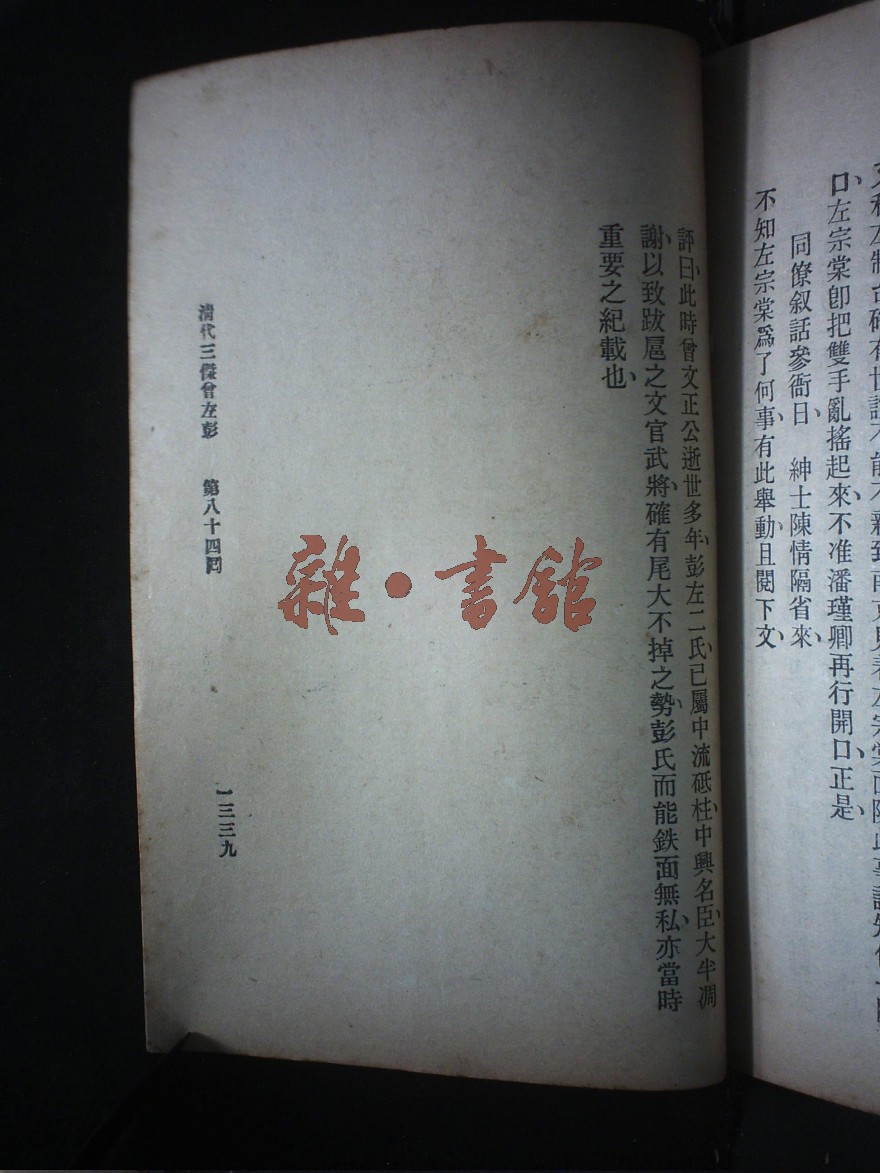 口、左宗棠卽把雙手亂搖起來、不准潘瑾卿再行開口、正是、
同僚叙話參衙日、 紳士陳情隔省來、
不知左宗棠爲了何事、有此舉動、且閱下文、
評曰、此時曾文正公逝世多年、彭左二氏、已屬中流砥柱、中興名臣、大半凋
謝、以致跋扈之文官武將、確有尾大不掉之勢、彭氏而能鉄面無私、亦當時
重要之紀載也、
清代三傑曾左彭 第八十四囘
一三三九
雜·書館